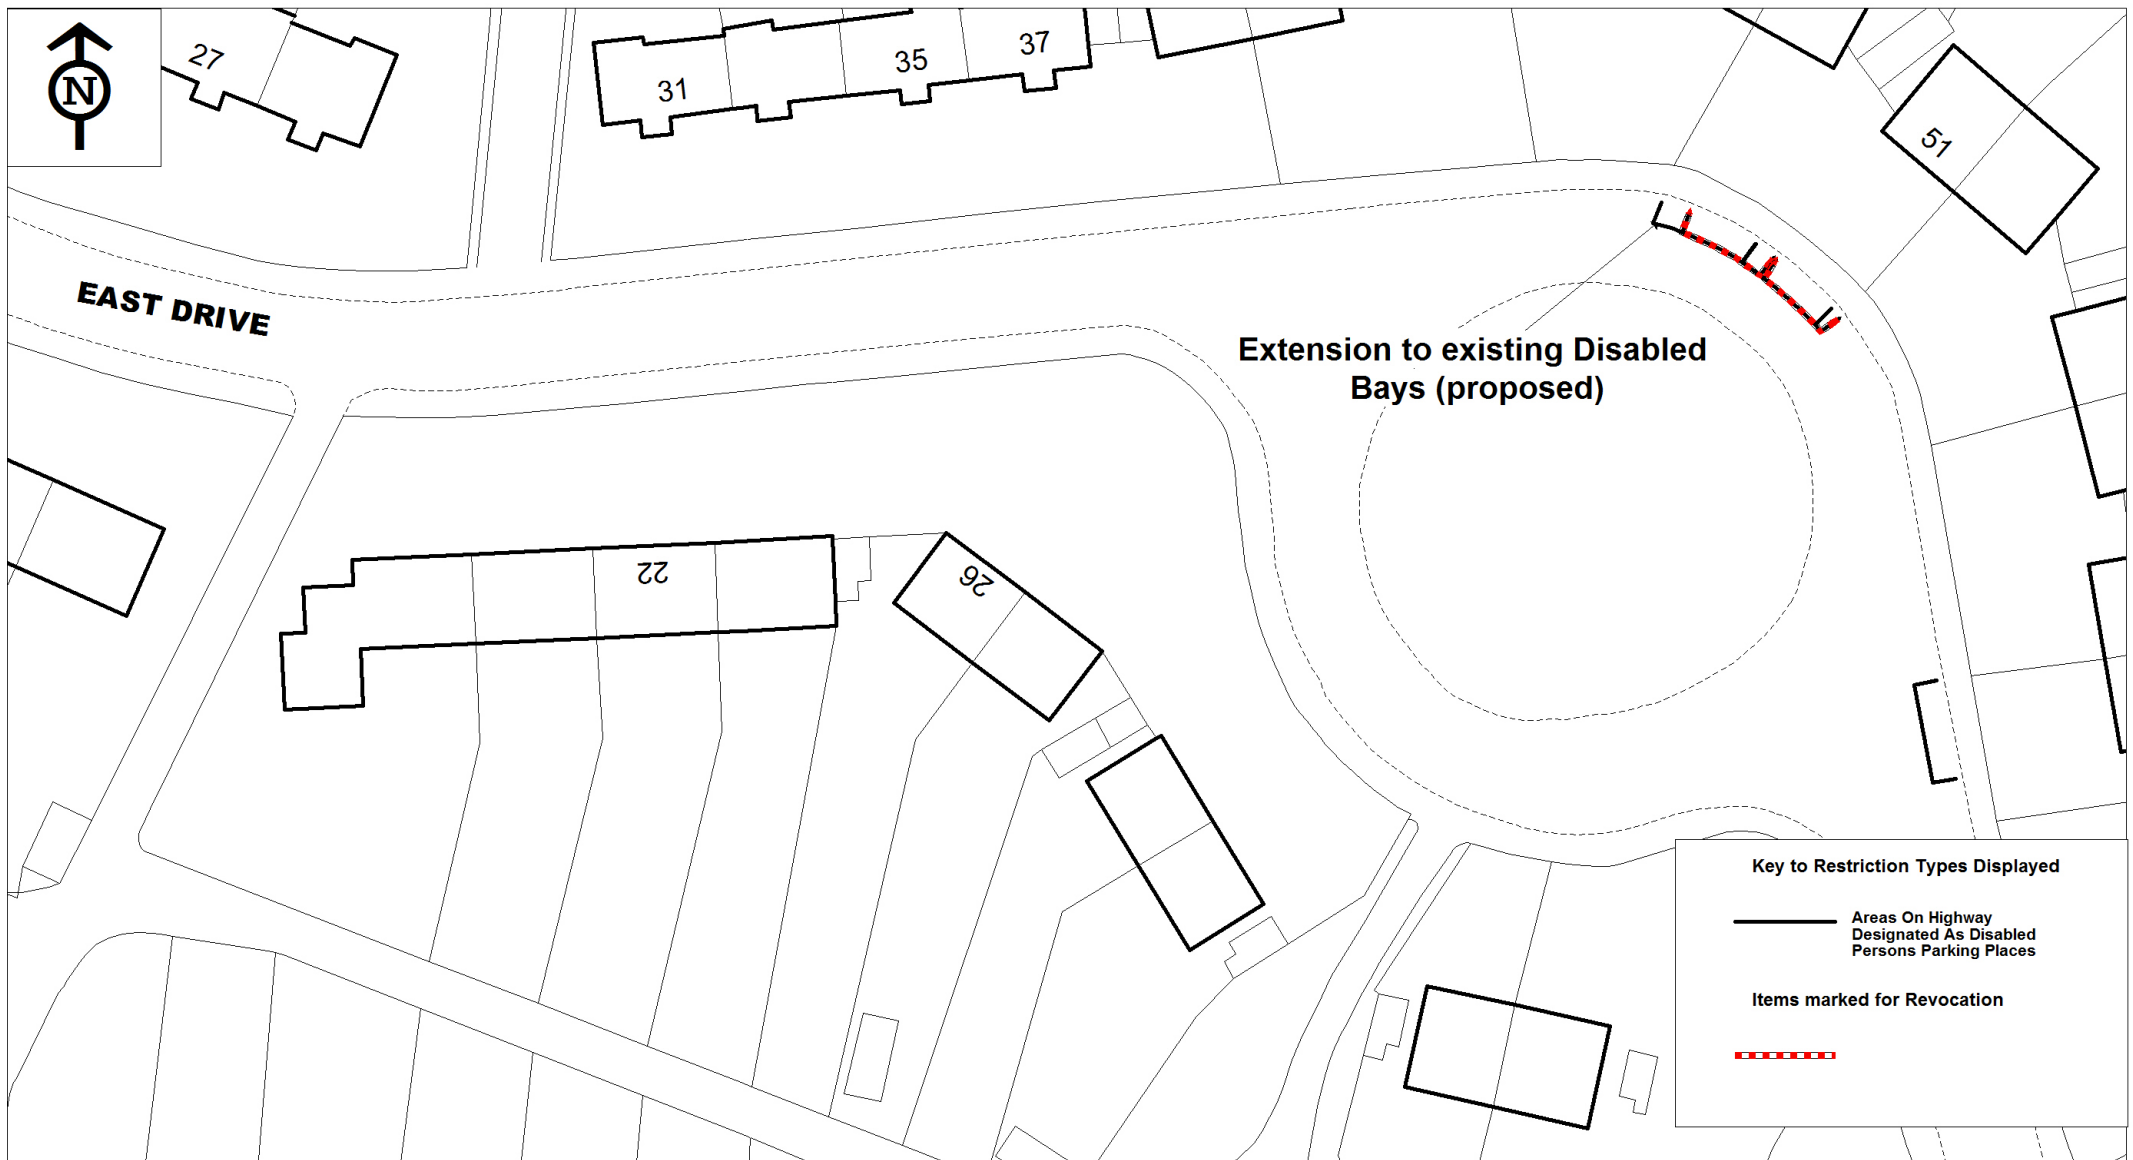 N
27
31
35
37
51
EAST DRIVE
Extension to existing Disabled
Bays (proposed)
22
26
Key to Restriction Types Displayed
Areas On Highway
Designated As Disabled
Persons Parking Places
Items marked for Revocation